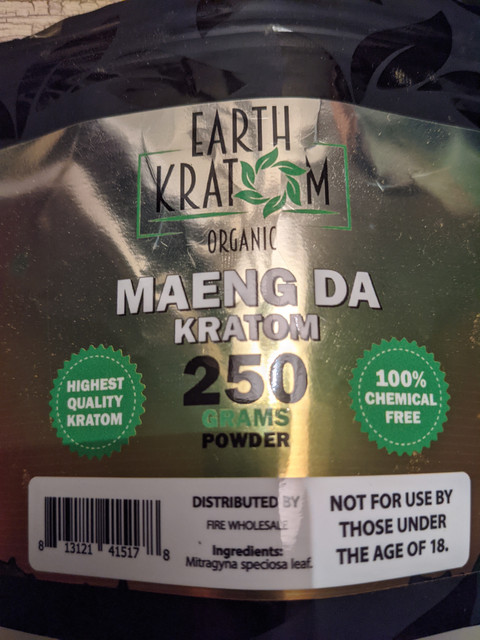 EARTH
KRATOM
ORGANIC
MAENG DA
KRATOM
250
GRAMS
POWDER
HIGHEST
QUALITY
KRATOM
100%
CHEMICAL
FREE
8 13121 41517 8
DISTRIBUTED BY
FIRE WHOLESALE
Ingredients:
Mitragyna speciosa leaf.
NOT FOR USE BY
THOSE UNDER
THE AGE OF 18.